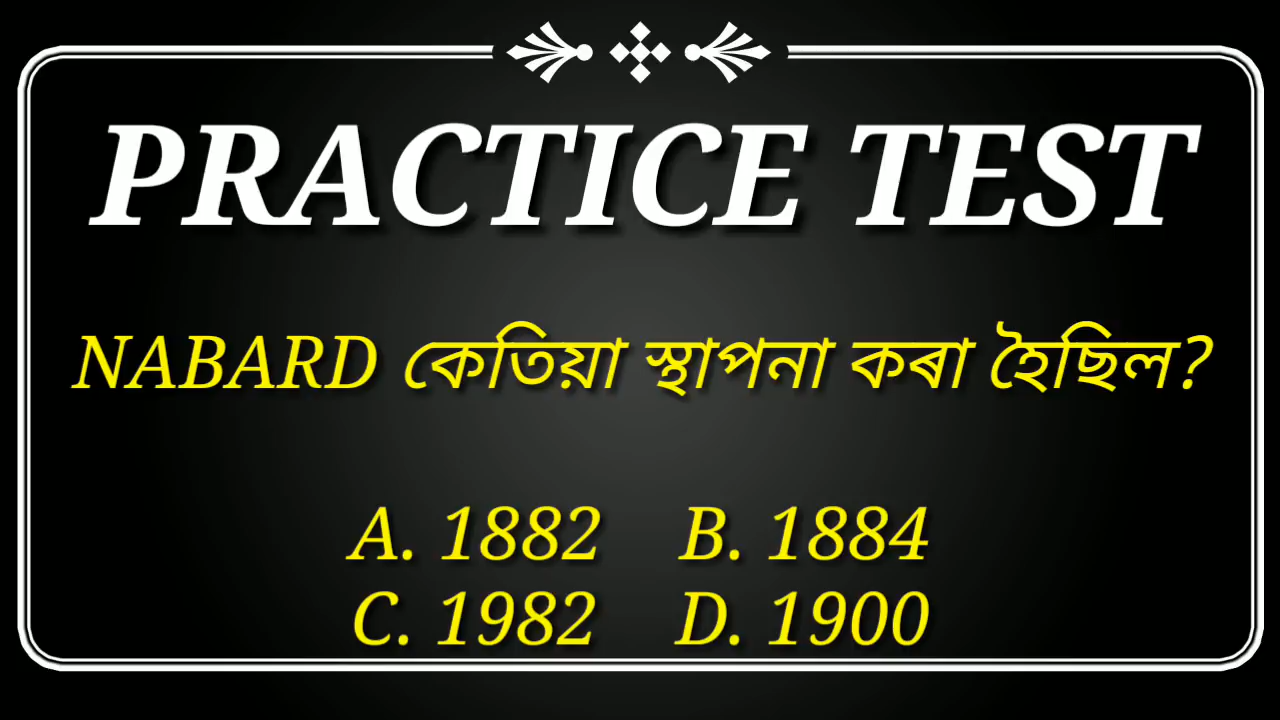 PRACTICE TEST
NABARD কেতিয়া স্থাপনা কৰা হৈছিল?
A. 1882 B. 1884
C. 1982 D. 1900